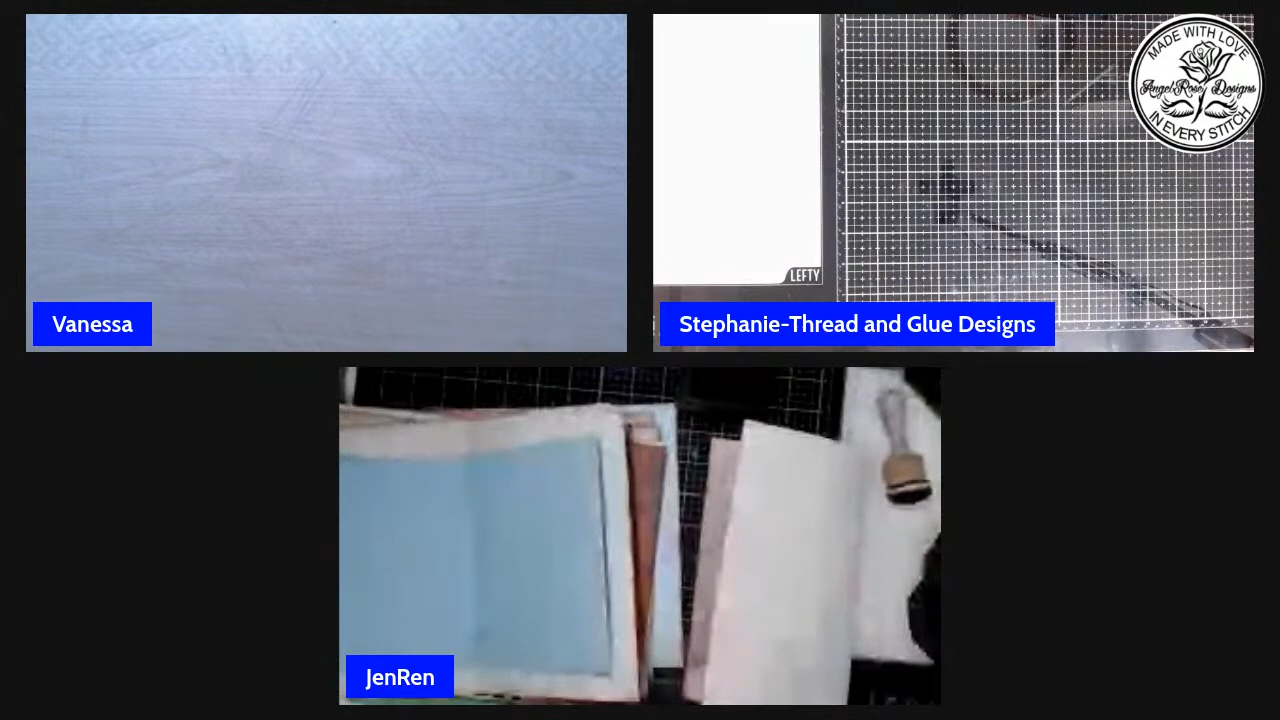 MADE WITH LOVE
AngelRose Designs
IN EVERY STITCH
LEFTY
Vanessa
Stephanie-Thread and Glue Designs
JenRen